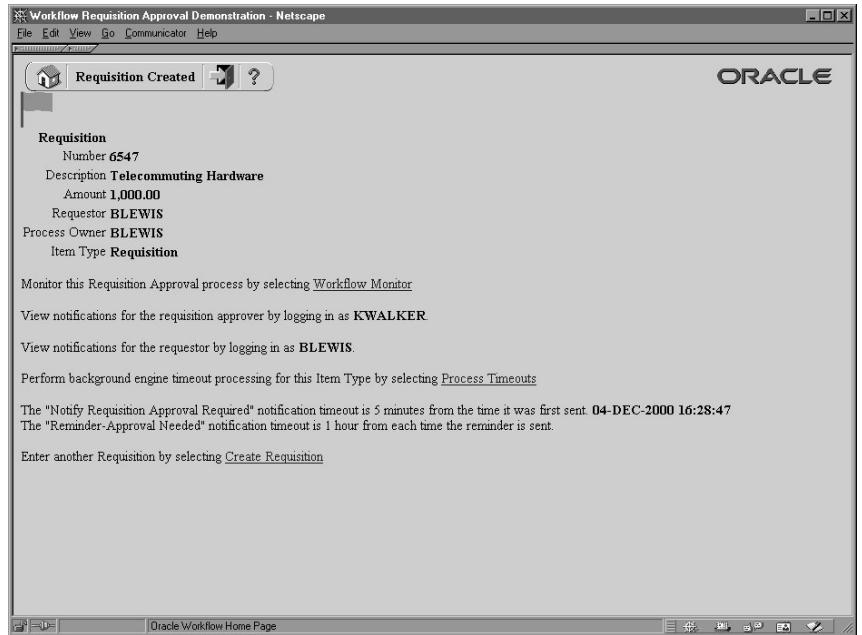 Workflow Requisition Approval Demonstration - Netscape
File Edit View Go Communicator Help
Requisition Created ?
ORACLE
Requisition
Number 6547
Description Telecommuting Hardware
Amount 1,000.00
Requestor BLEWIS
Process Owner BLEWIS
Item Type Requisition
Monitor this Requisition Approval process by selecting Workflow Monitor
View notifications for the requisition approver by logging in as KWALKER.
View notifications for the requestor by logging in as BLEWIS.
Perform background engine timeout processing for this Item Type by selecting Process Timeouts
The "Notify Requisition Approval Required" notification timeout is 5 minutes from the time it was first sent. 04-DEC-2000 16:28:47
The "Reminder-Approval Needed" notification timeout is 1 hour from each time the reminder is sent.
Enter another Requisition by selecting Create Requisition
Oracle Workflow Home Page